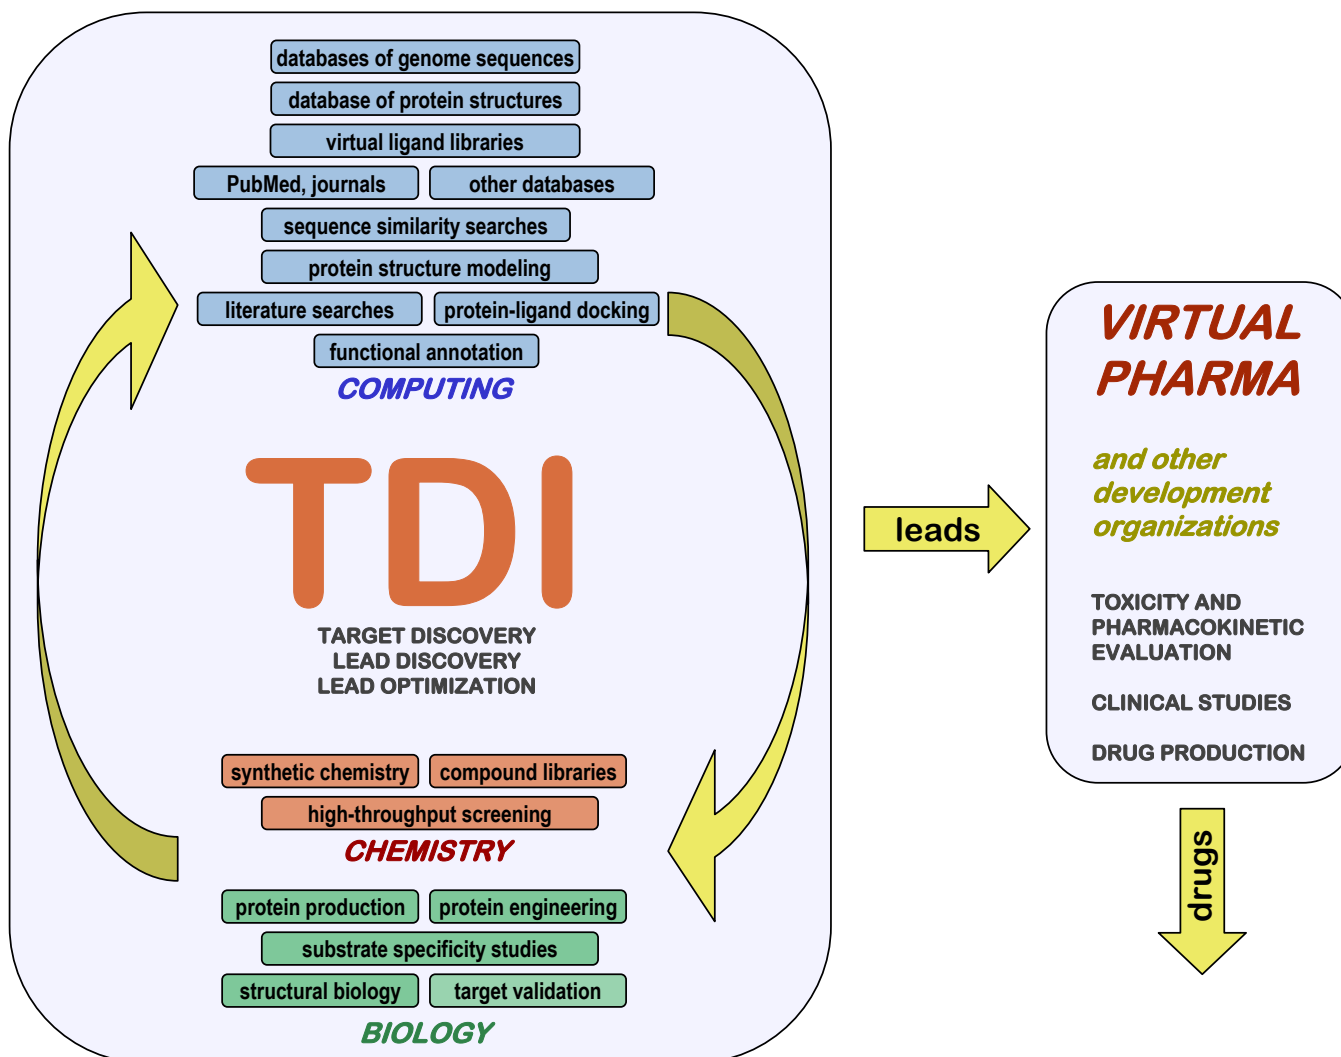 databases of genome sequences
database of protein structures
virtual ligand libraries
PubMed, journals
other databases
sequence similarity searches
protein structure modeling
literature searches
protein-ligand docking
functional annotation
COMPUTING
TDI
TARGET DISCOVERY
LEAD DISCOVERY
LEAD OPTIMIZATION
synthetic chemistry
compound libraries
high-throughput screening
CHEMISTRY
protein production
protein engineering
substrate specificity studies
structural biology
target validation
BIOLOGY
leads
VIRTUAL
PHARMA
and other
development
organizations
TOXICITY AND
PHARMACOKINETIC
EVALUATION
CLINICAL STUDIES
DRUG PRODUCTION
drugs